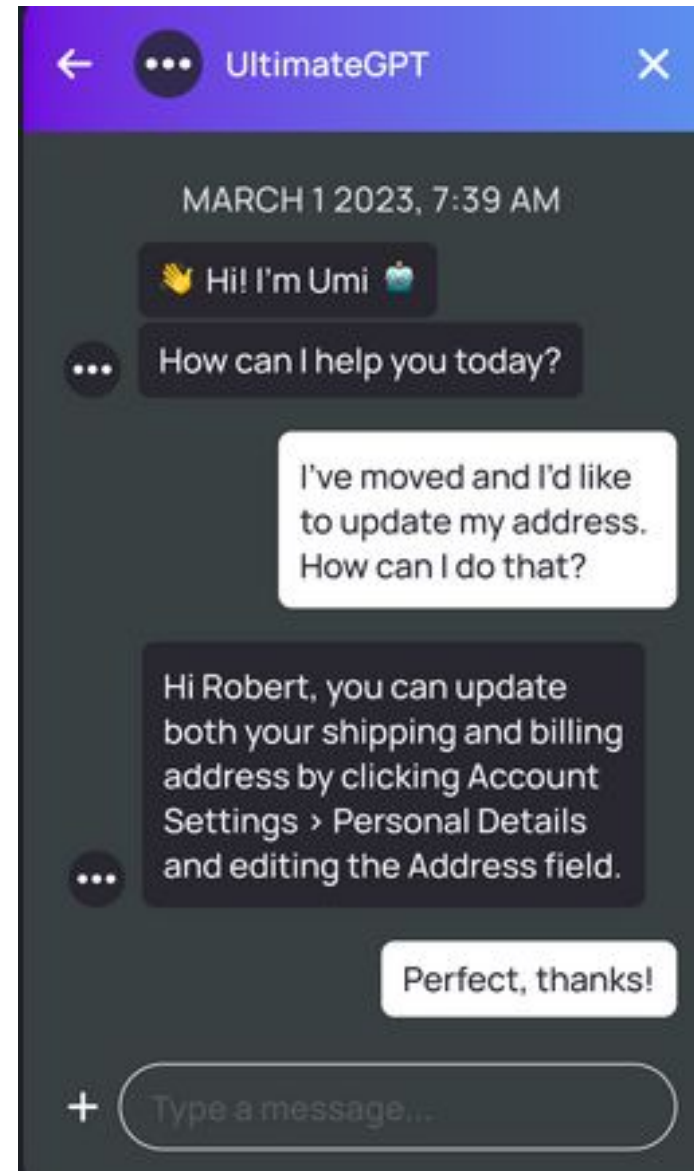 UltimateGPT
MARCH 1 2023, 7:39 AM
👋 Hi! I'm Umi 🤖
How can I help you today?
I've moved and I'd like
to update my address.
How can I do that?
Hi Robert, you can update
both your shipping and billing
address by clicking Account
Settings > Personal Details
and editing the Address field.
Perfect, thanks!
Type a message...